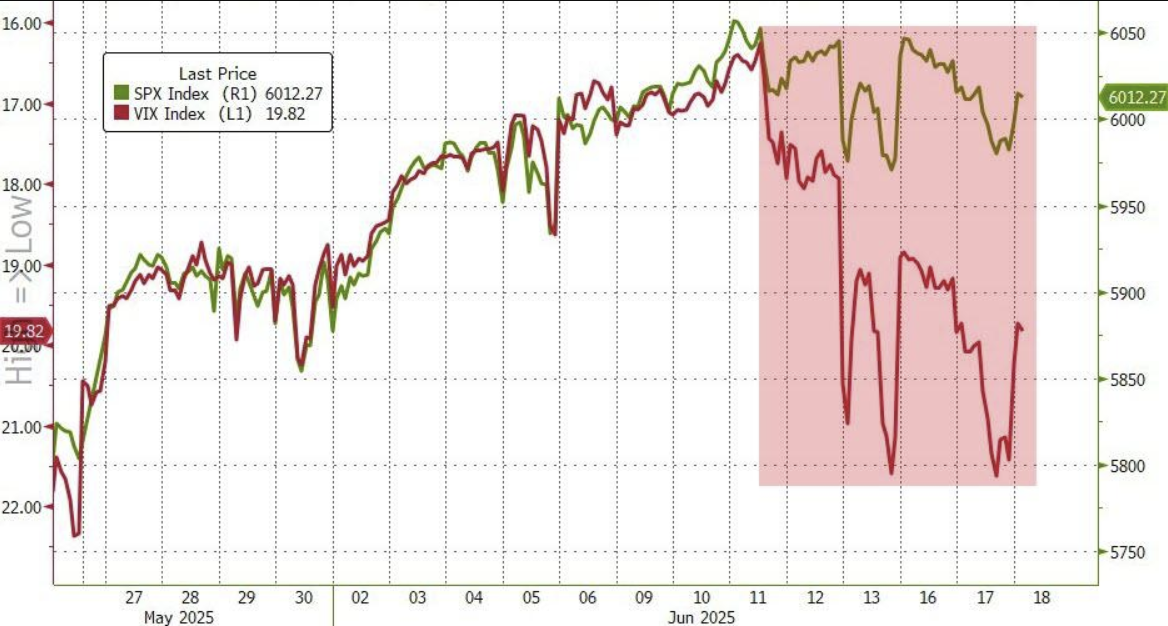 16.00
17.00
18.00
19.00
19.82
20.00
21.00
22.00
=>Low
Last Price
SPX Index (R1) 6012.27
VIX Index (L1) 19.82
6050
6012.27
6000
5950
5900
5850
5800
5750
27 28 29 30 02 03 04 05 06 09 10 11 12 13 16 17 18
May 2025 Jun 2025